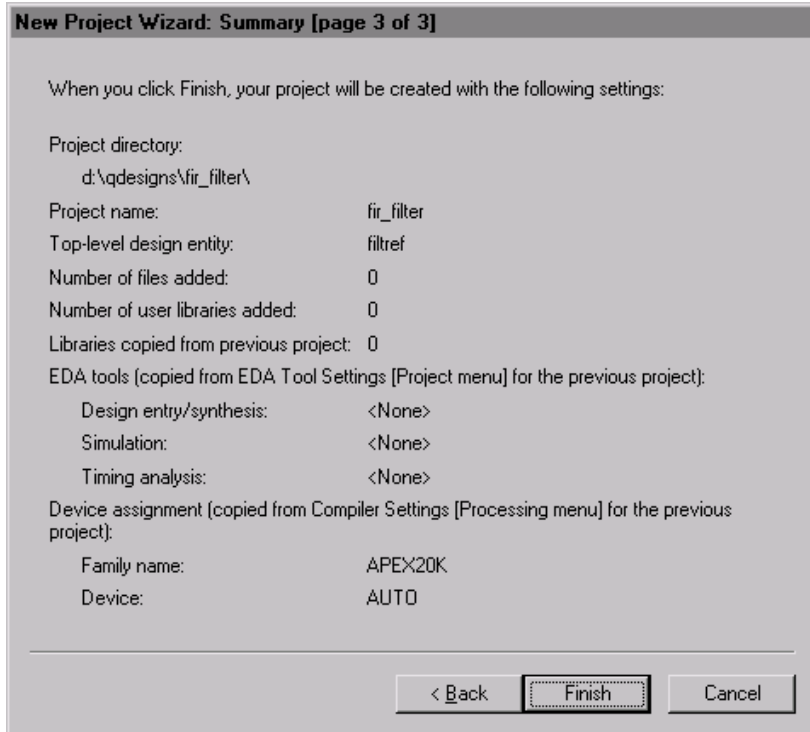 New Project Wizard: Summary [page 3 of 3]
When you click Finish, your project will be created with the following settings:
Project directory:
d:\qdesigns\fir_filter\
Project name: fir_filter
Top-level design entity: filtref
Number of files added: 0
Number of user libraries added: 0
Libraries copied from previous project: 0
EDA tools (copied from EDA Tool Settings [Project menu] for the previous project):
Design entry/synthesis: <None>
Simulation: <None>
Timing analysis: <None>
Device assignment (copied from Compiler Settings [Processing menu] for the previous
project):
Family name: APEX20K
Device: AUTO
< Back Finish Cancel